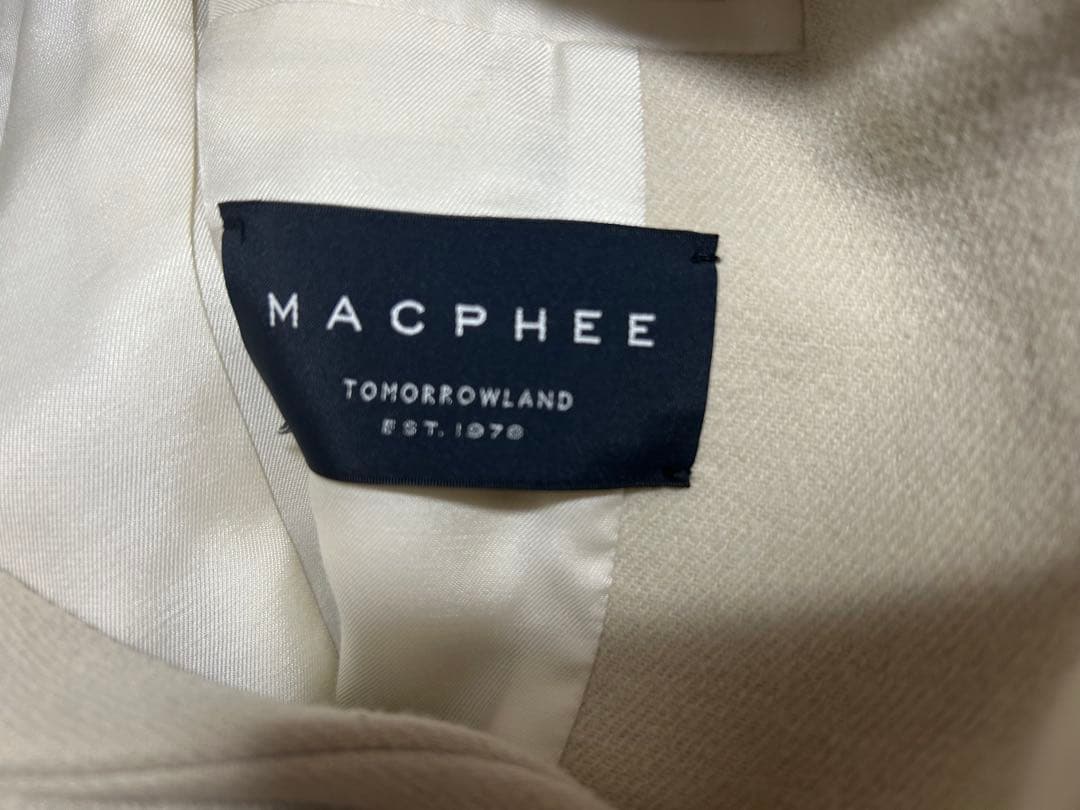 MACPHEE
TOMORROWLAND
EST. 1978